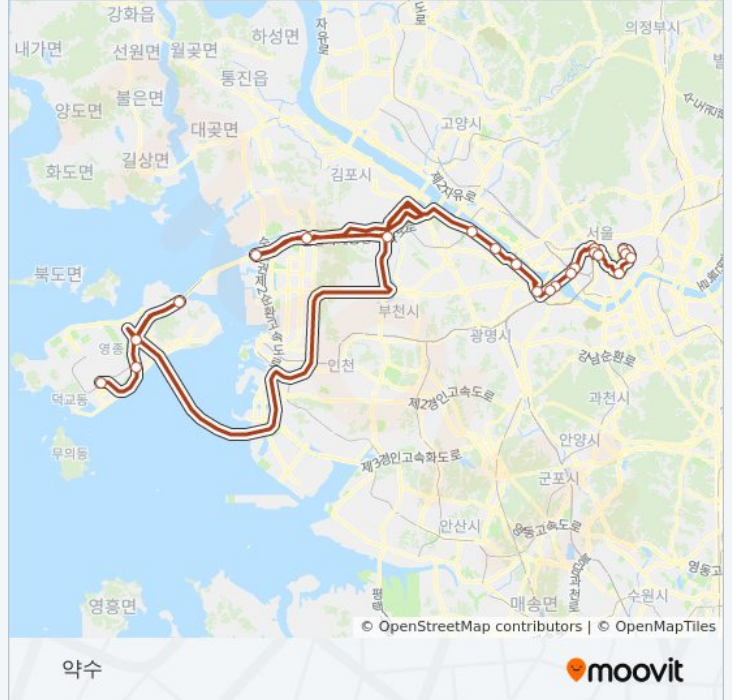 강화읍
자유로
의정부시
하성면
내가면
선원면
월곶면
통진읍
불은면
양도면
고양시
대곶면
길상면
화도면
김포시
제2자유로
서울
북도면
부천시
광명시
영종
인천
강남순환로
덕교동
제2경인고속도로
과천시
안양시
무의동
제3경인고속화도로
군포시
안산시
영흥면
매송면
수원시
© OpenStreetMap contributors | © OpenMapTiles
약수
moovit